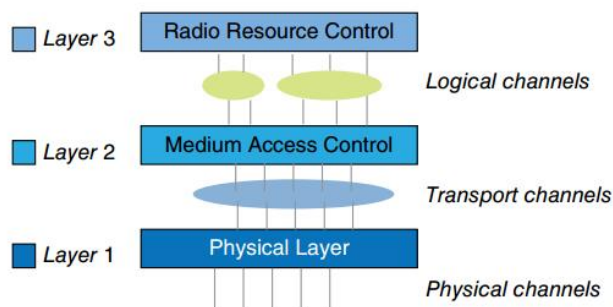 Layer 3
Radio Resource Control
Logical channels
Layer 2
Medium Access Control
Transport channels
Layer 1
Physical Layer
Physical channels